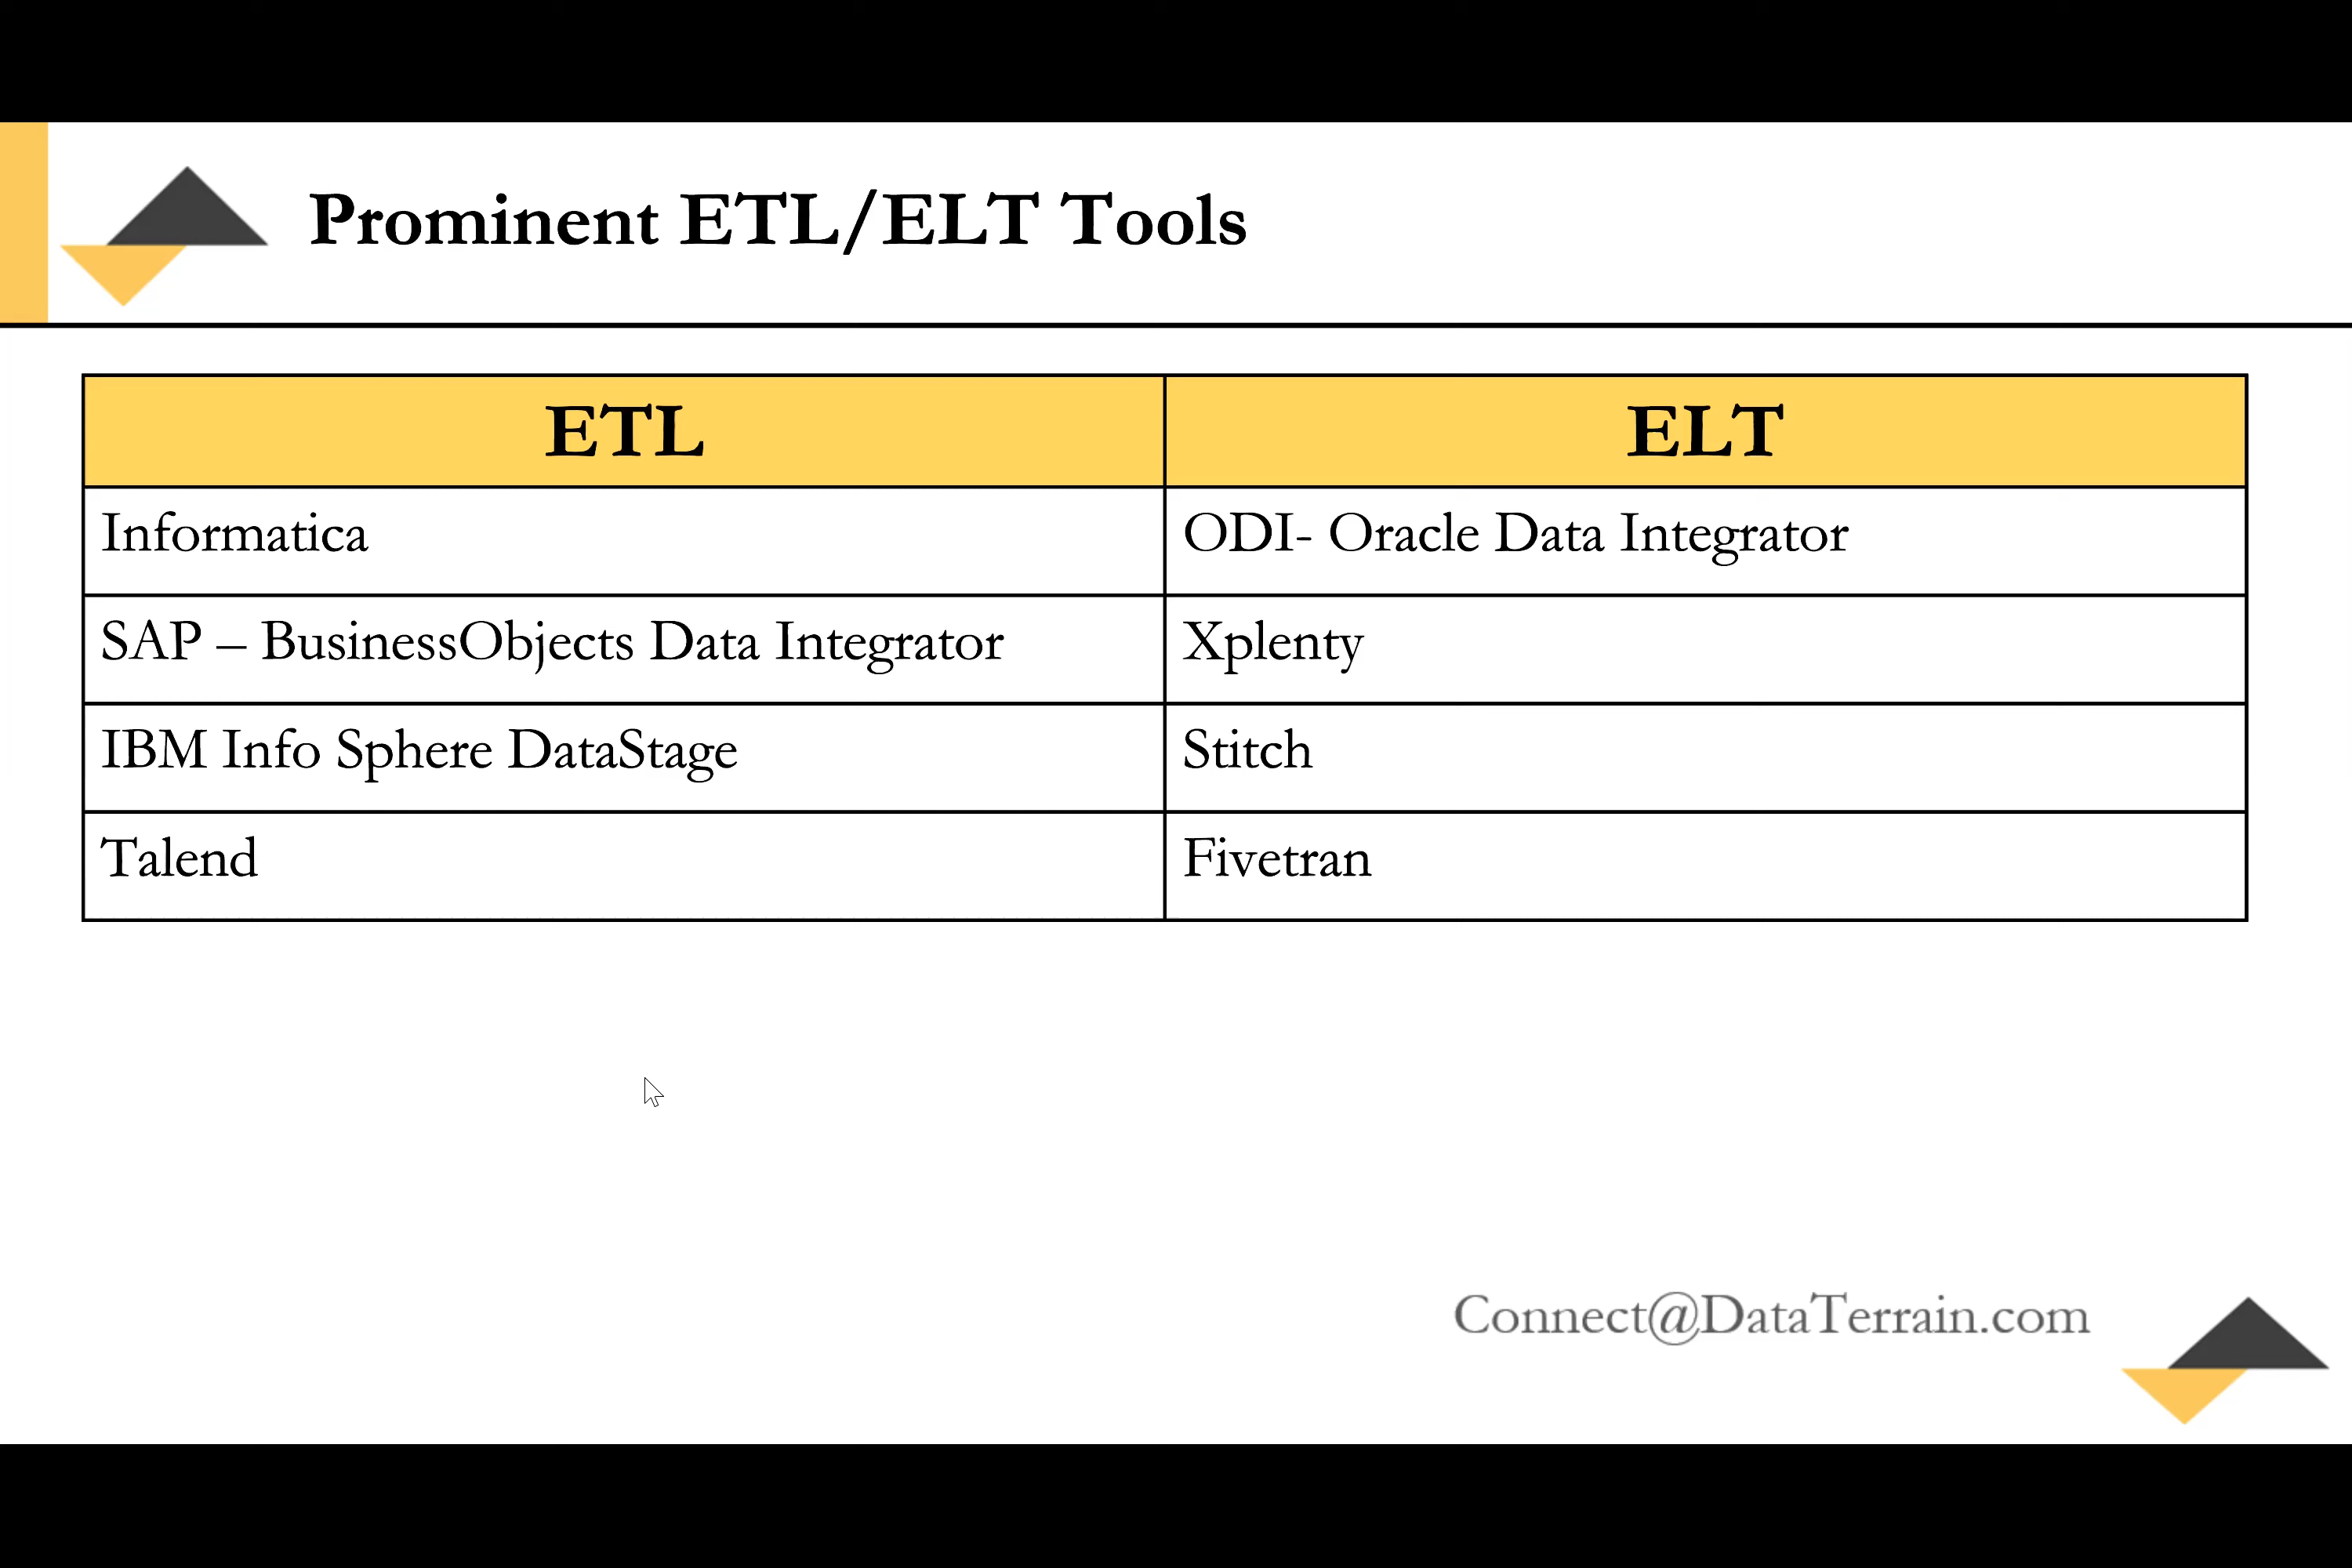 Prominent ETL/ELT Tools
ETL
ELT
Informatica
ODI- Oracle Data Integrator
SAP – BusinessObjects Data Integrator
Xplenty
IBM Info Sphere DataStage
Stitch
Talend
Fivetran
Connect@DataTerrain.com